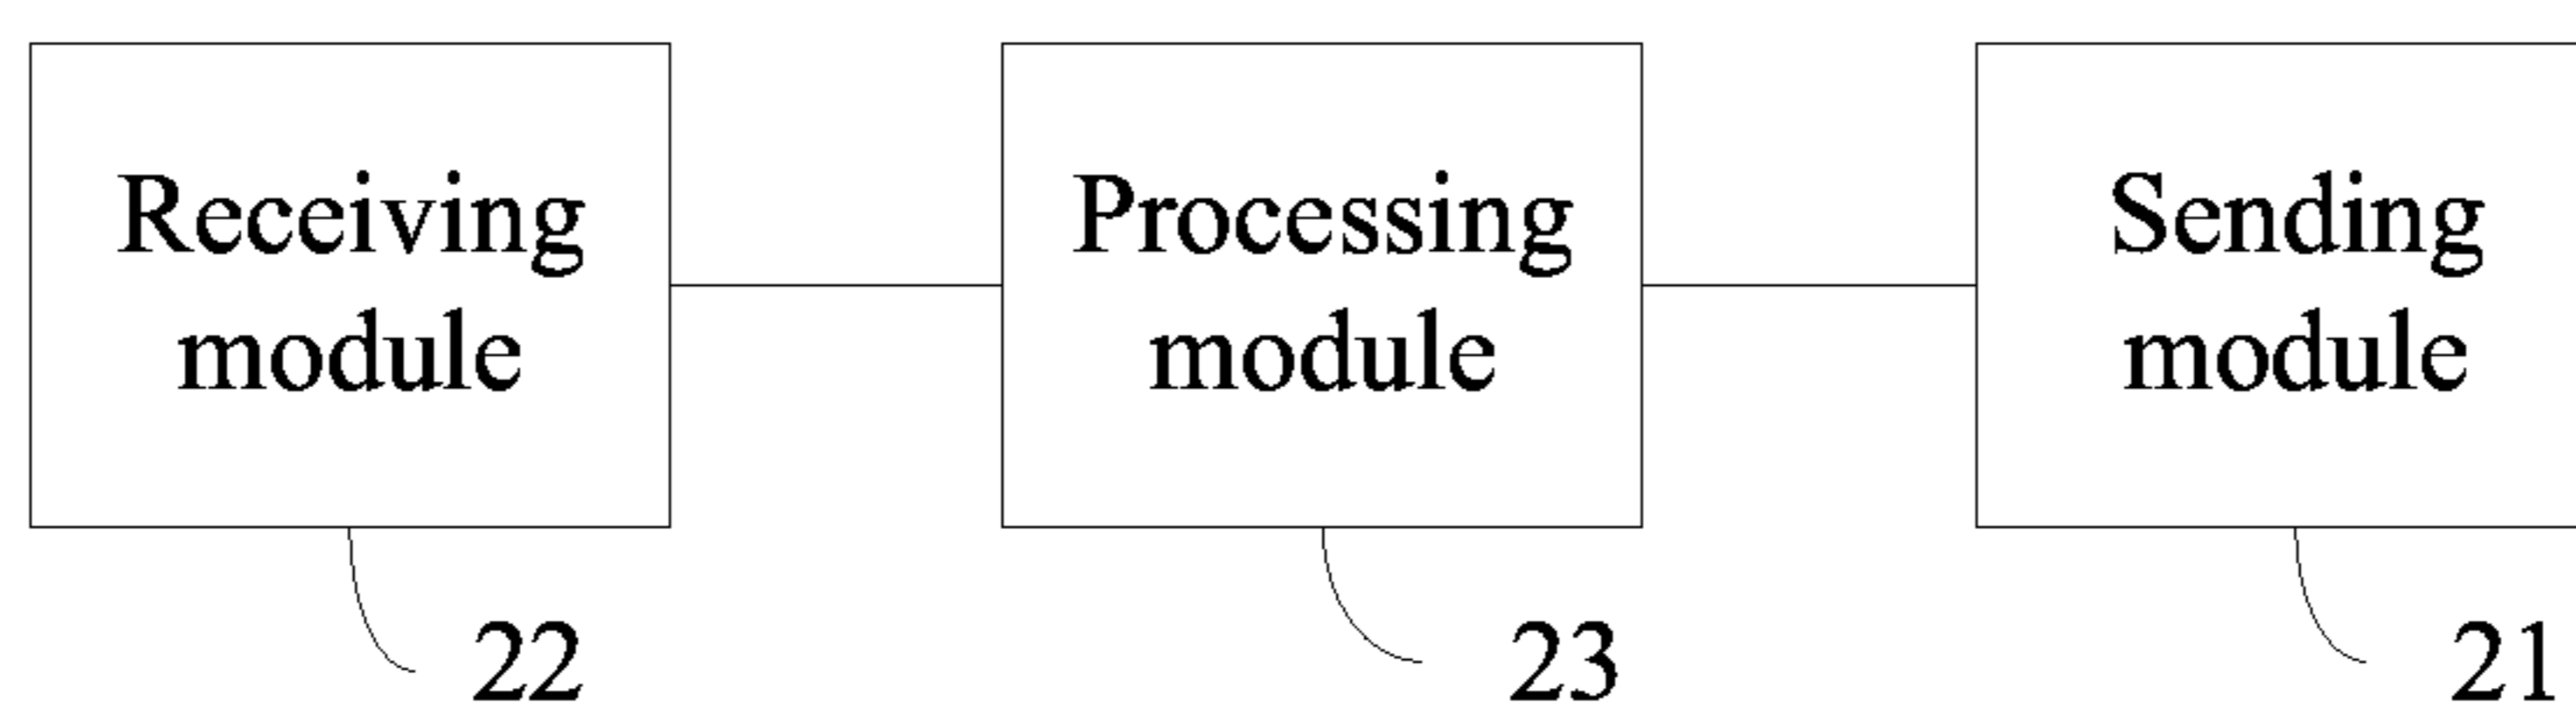 Receiving
module
Processing
module
Sending
module
22
23
21